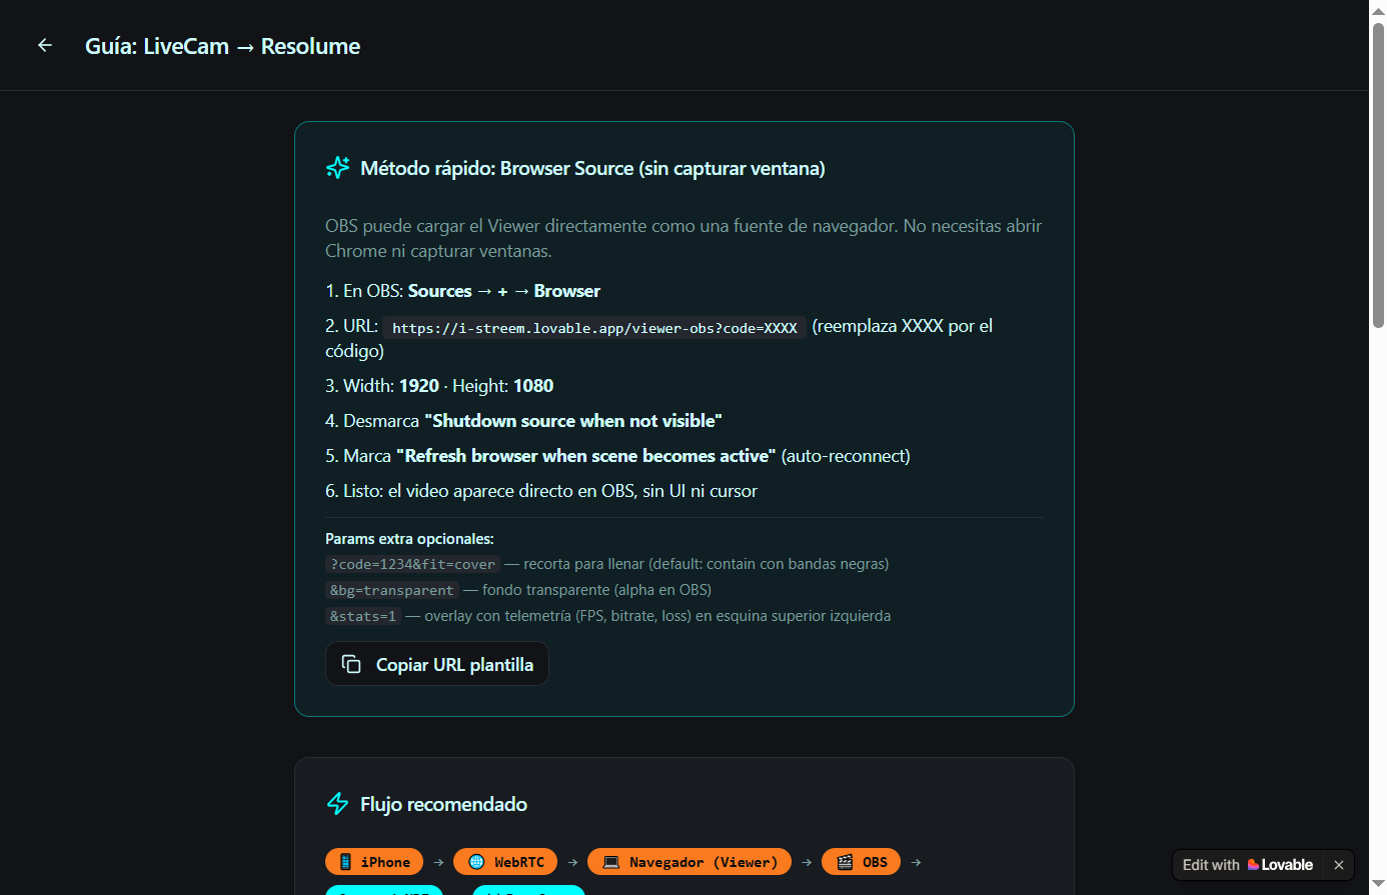 ← Guía: LiveCam → Resolume
Método rápido: Browser Source (sin capturar ventana)
OBS puede cargar el Viewer directamente como una fuente de navegador. No necesitas abrir
Chrome ni capturar ventanas.
1. En OBS: Sources → + → Browser
2. URL: https://i-streem.lovable.app/viewer-obs?code=XXXX (reemplaza XXXX por el
código)
3. Width: 1920 · Height: 1080
4. Desmarca "Shutdown source when not visible"
5. Marca "Refresh browser when scene becomes active" (auto-reconnect)
6. Listo: el video aparece directo en OBS, sin UI ni cursor
Params extra opcionales:
?code=1234&fit=cover — recorta para llenar (default: contain con bandas negras)
&bg=transparent — fondo transparente (alpha en OBS)
&stats=1 — overlay con telemetría (FPS, bitrate, loss) en esquina superior izquierda
Copiar URL plantilla
Flujo recomendado
iPhone → WebRTC → Navegador (Viewer) → OBS →
Edit with Lovable ×